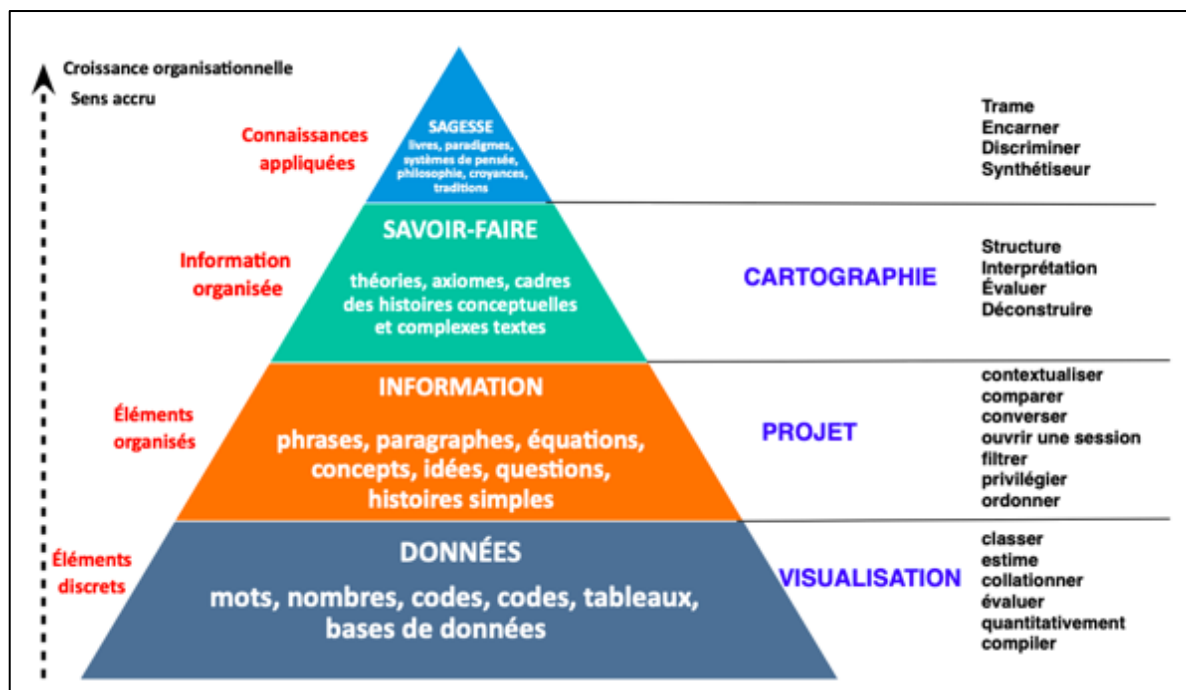 Croissance organisationnelle
Sens accru
Connaissances
appliquées
SAGESSE
livres, paradigmes,
systèmes de pensée,
philosophie, croyances,
traditions
Trame
Encarner
Discriminer
Synthétiseur
Information
organisée
SAVOIR-FAIRE
théories, axiomes, cadres
des histoires conceptuelles
et complexes textes
CARTOGRAPHIE
Structure
Interprétation
Évaluer
Déconstruire
Éléments
organisés
INFORMATION
phrases, paragraphes, équations,
concepts, idées, questions,
histoires simples
PROJET
contextualiser
comparer
converser
ouvrir une session
filtrer
privilégier
ordonner
Éléments
discrets
DONNÉES
mots, nombres, codes, codes, tableaux,
bases de données
VISUALISATION
classer
estime
collationner
évaluer
quantitativement
compiler